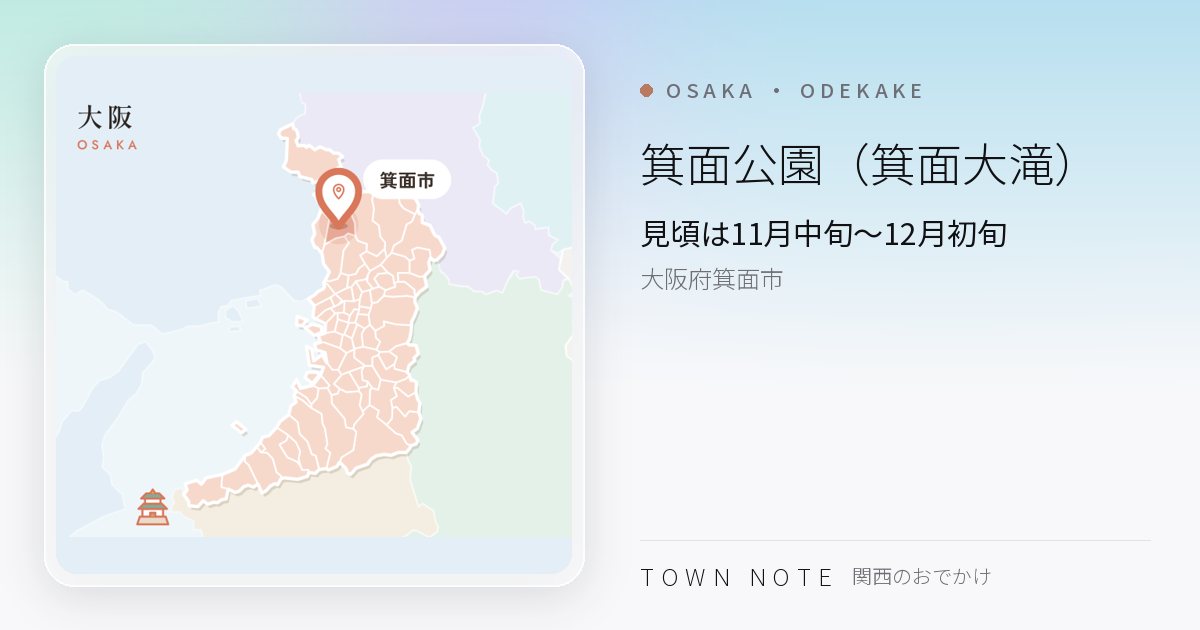 大阪
OSAKA
箕面市
OSAKA • ODEKAKE
箕面公園（箕面大滝）
見頃は11月中旬〜12月初旬
大阪府箕面市
TOWN NOTE 関西のおでかけ